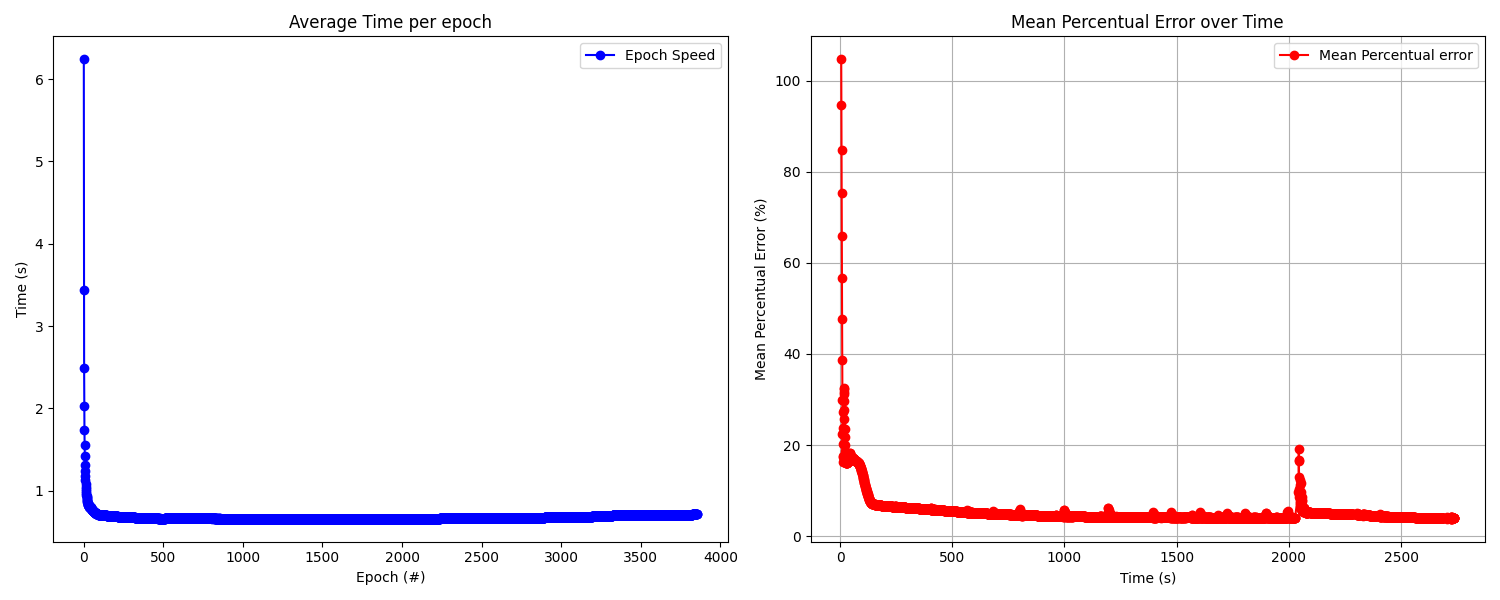 Average Time per epoch
Epoch Speed
Time (s)
6
5
4
3
2
1
0 500 1000 1500 2000 2500 3000 3500 4000
Epoch (#)
Mean Percentual Error over Time
Mean Percentual error
Mean Percentual Error (%)
100
80
60
40
20
0
0 500 1000 1500 2000 2500
Time (s)